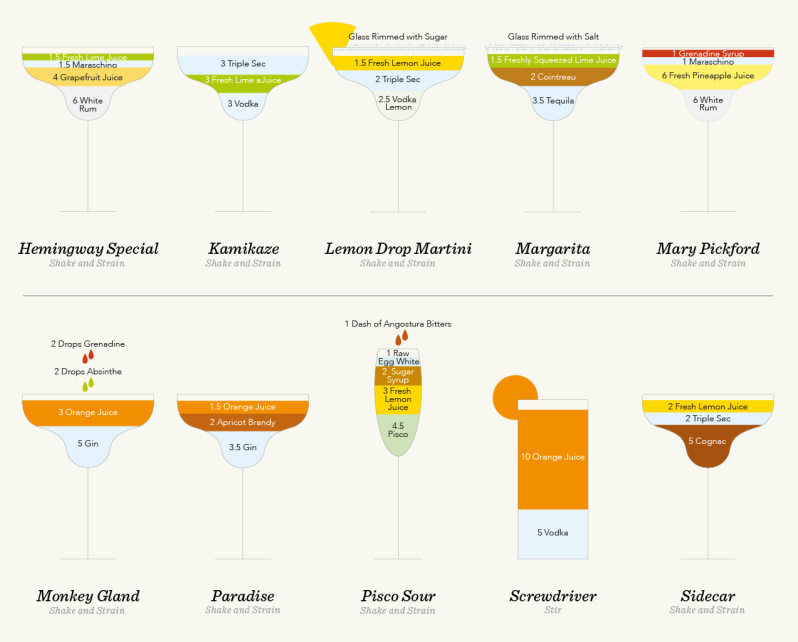 Glass Rimmed with Sugar
Glass Rimmed with Salt
1.5 Fresh Lime Juice
1.5 Maraschino
4 Grapefruit Juice
6 White
Rum
3 Triple Sec
3 Fresh Lime aJuice
3 Vodka
1.5 Fresh Lemon Juice
2 Triple Sec
2.5 Vodka
Lemon
1.5 Freshly Squeezed Lime Juice
2 Cointreau
3.5 Tequila
1 Grenadine Syrup
1 Maraschino
6 Fresh Pineapple Juice
6 White
Rum
Hemingway Special
Shake and Strain
Kamikaze
Shake and Strain
Lemon Drop Martini
Shake and Strain
Margarita
Shake and Strain
Mary Pickford
Shake and Strain
2 Drops Grenadine
2 Drops Absinthe
3 Orange Juice
5 Gin
1.5 Orange Juice
2 Apricot Brandy
3.5 Gin
1 Dash of Angostura Bitters
1 Raw
Egg White
2 Sugar
Syrup
3 Fresh
Lemon
Juice
4.5
Pisco
10 Orange Juice
5 Vodka
2 Fresh Lemon Juice
2 Triple Sec
5 Cognac
Monkey Gland
Shake and Strain
Paradise
Shake and Strain
Pisco Sour
Shake and Strain
Screwdriver
Stir
Sidecar
Shake and Strain